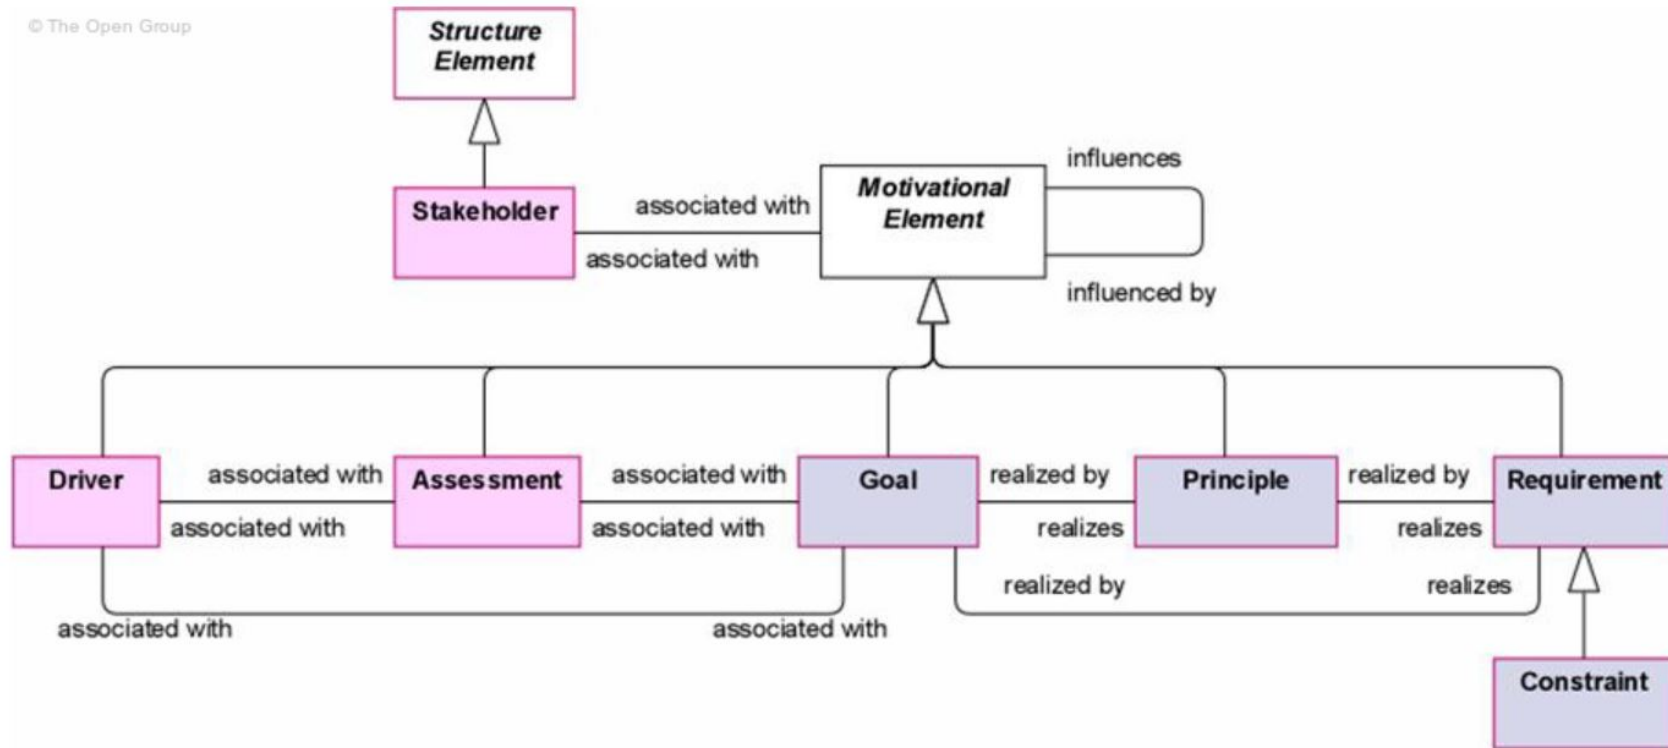 © The Open Group
Structure
Element
Stakeholder
associated with
associated with
Motivational
Element
influences
influenced by
Driver
associated with
associated with
Assessment
associated with
associated with
Goal
realized by
realizes
Principle
realized by
realizes
Requirement
associated with
associated with
realized by
realizes
Constraint